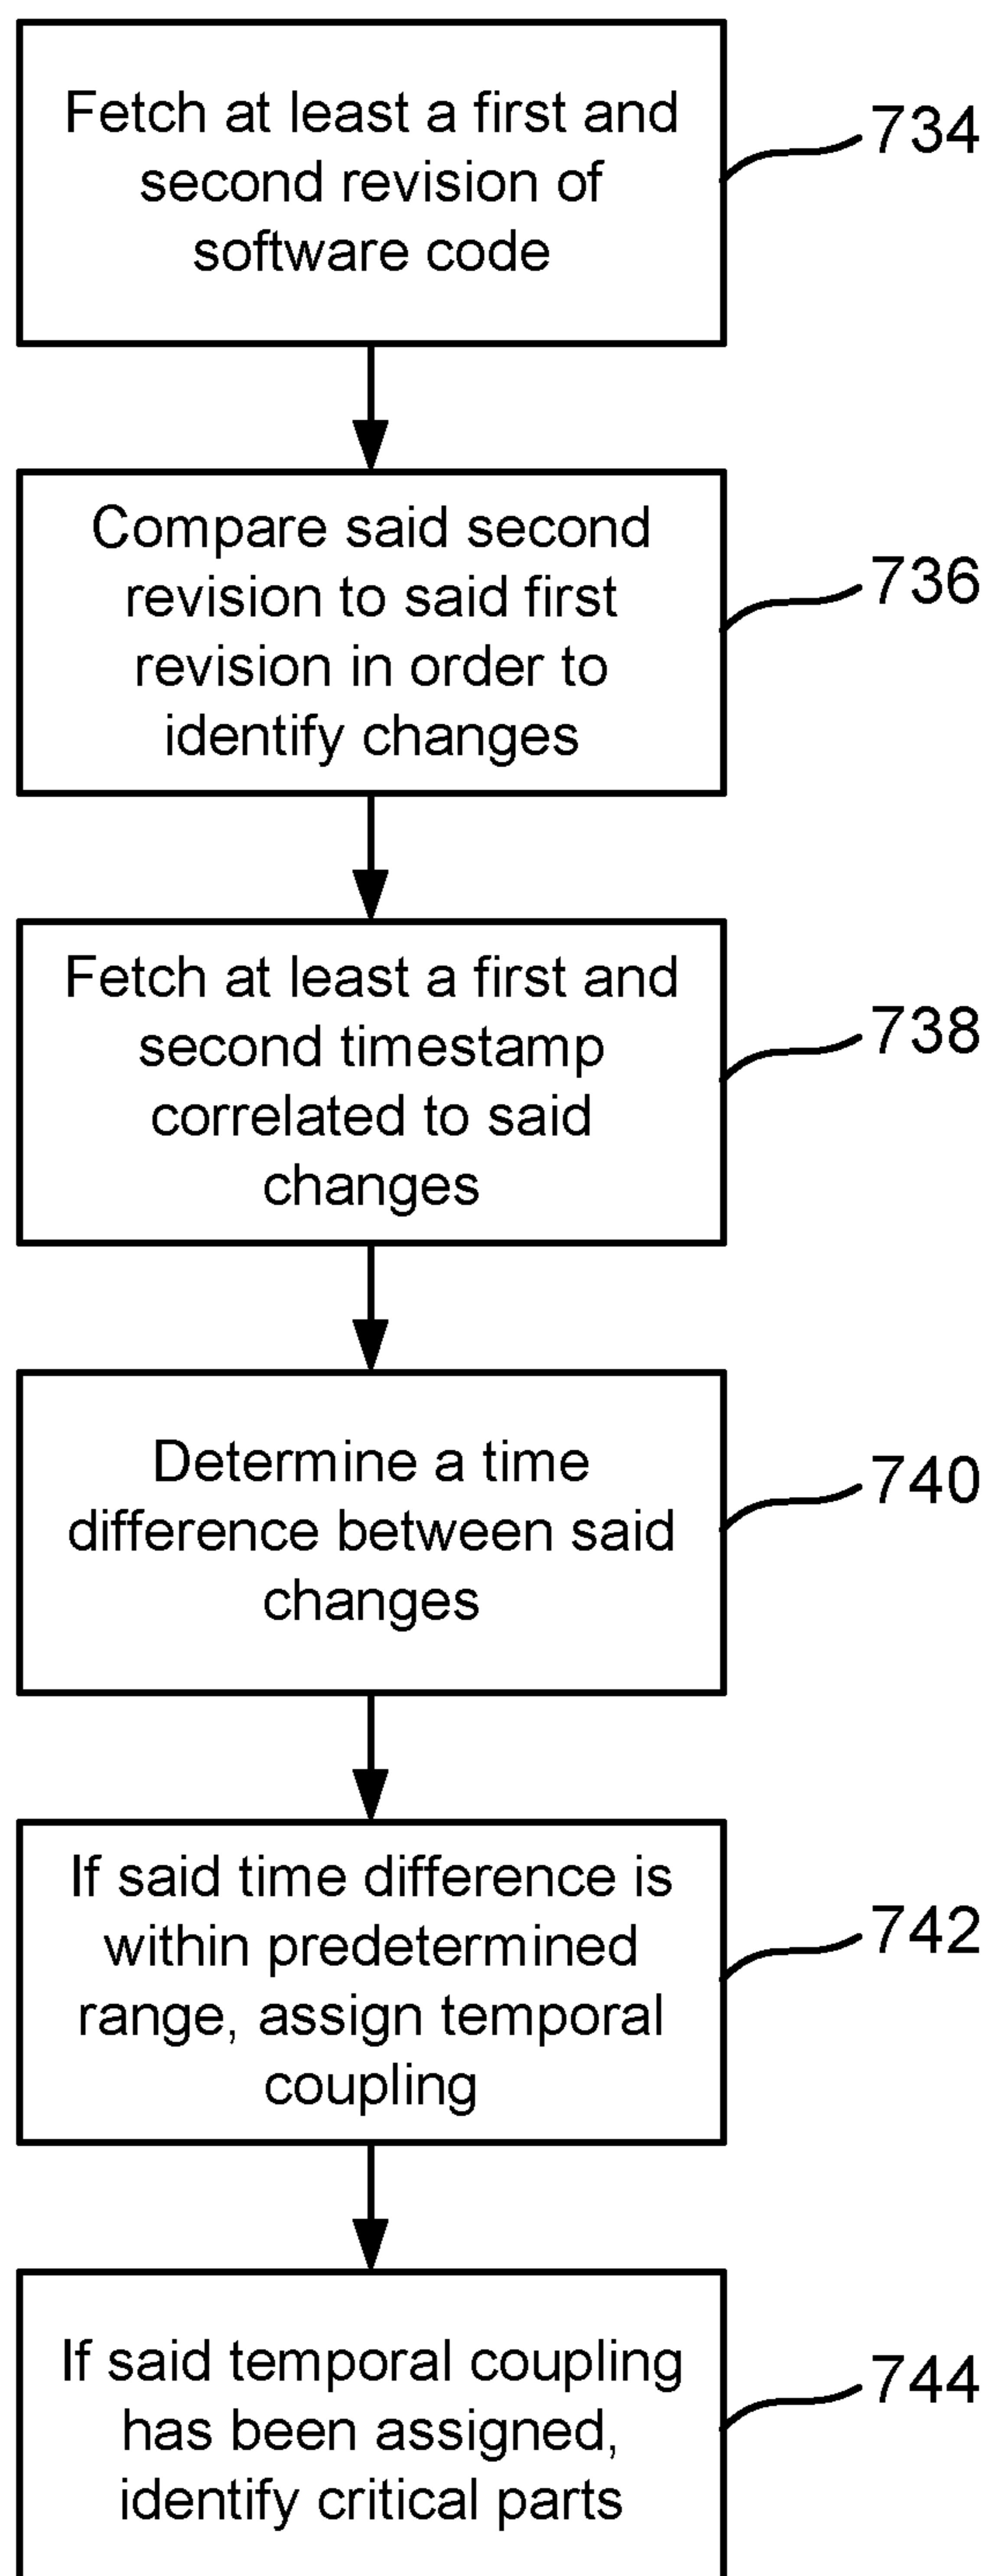 Fetch at least a first and
second revision of
software code
734
Compare said second
revision to said first
revision in order to
identify changes
736
Fetch at least a first and
second timestamp
correlated to said
changes
738
Determine a time
difference between said
changes
740
If said time difference is
within predetermined
range, assign temporal
coupling
742
If said temporal coupling
has been assigned,
identify critical parts
744